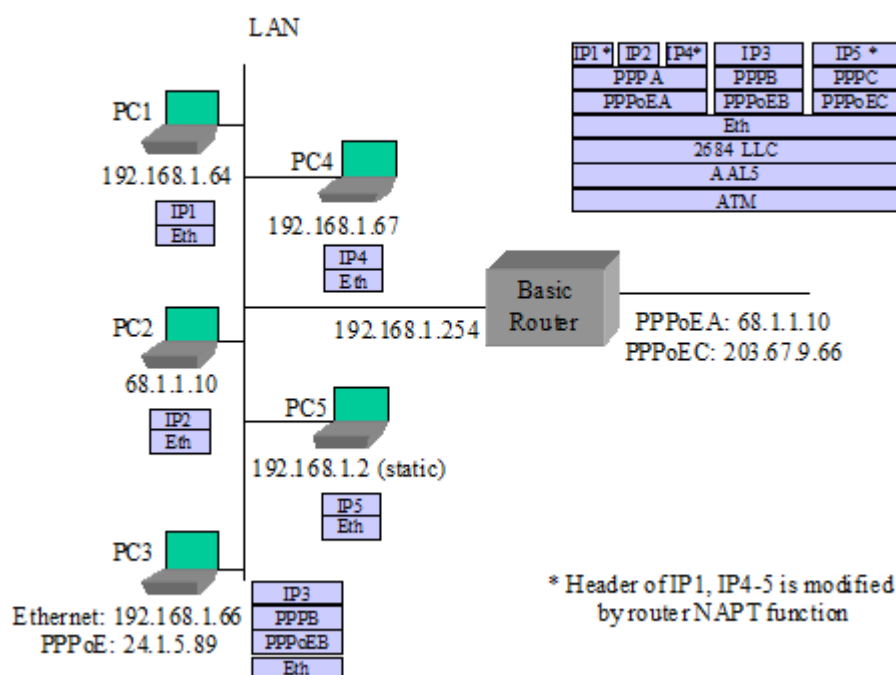 LAN
IP1 * IP2 IP4* IP3 IP5 *
PPP A PPPB PPPC
PPPoEA PPPoEB PPPoEC
Eth
2684 LLC
AAL5
ATM
PC1
192.168.1.64
IP1
Eth
PC4
192.168.1.67
IP4
Eth
Basic
Router
192.168.1.254
PPPoEA: 68.1.1.10
PPPoEC: 203.67.9.66
PC2
68.1.1.10
IP2
Eth
PC5
192.168.1.2 (static)
IP5
Eth
PC3
Ethernet: 192.168.1.66
PPPoE: 24.1.5.89
IP3
PPPB
PPPoEB
Eth
* Header of IP1, IP4-5 is modified
by router NAPT function